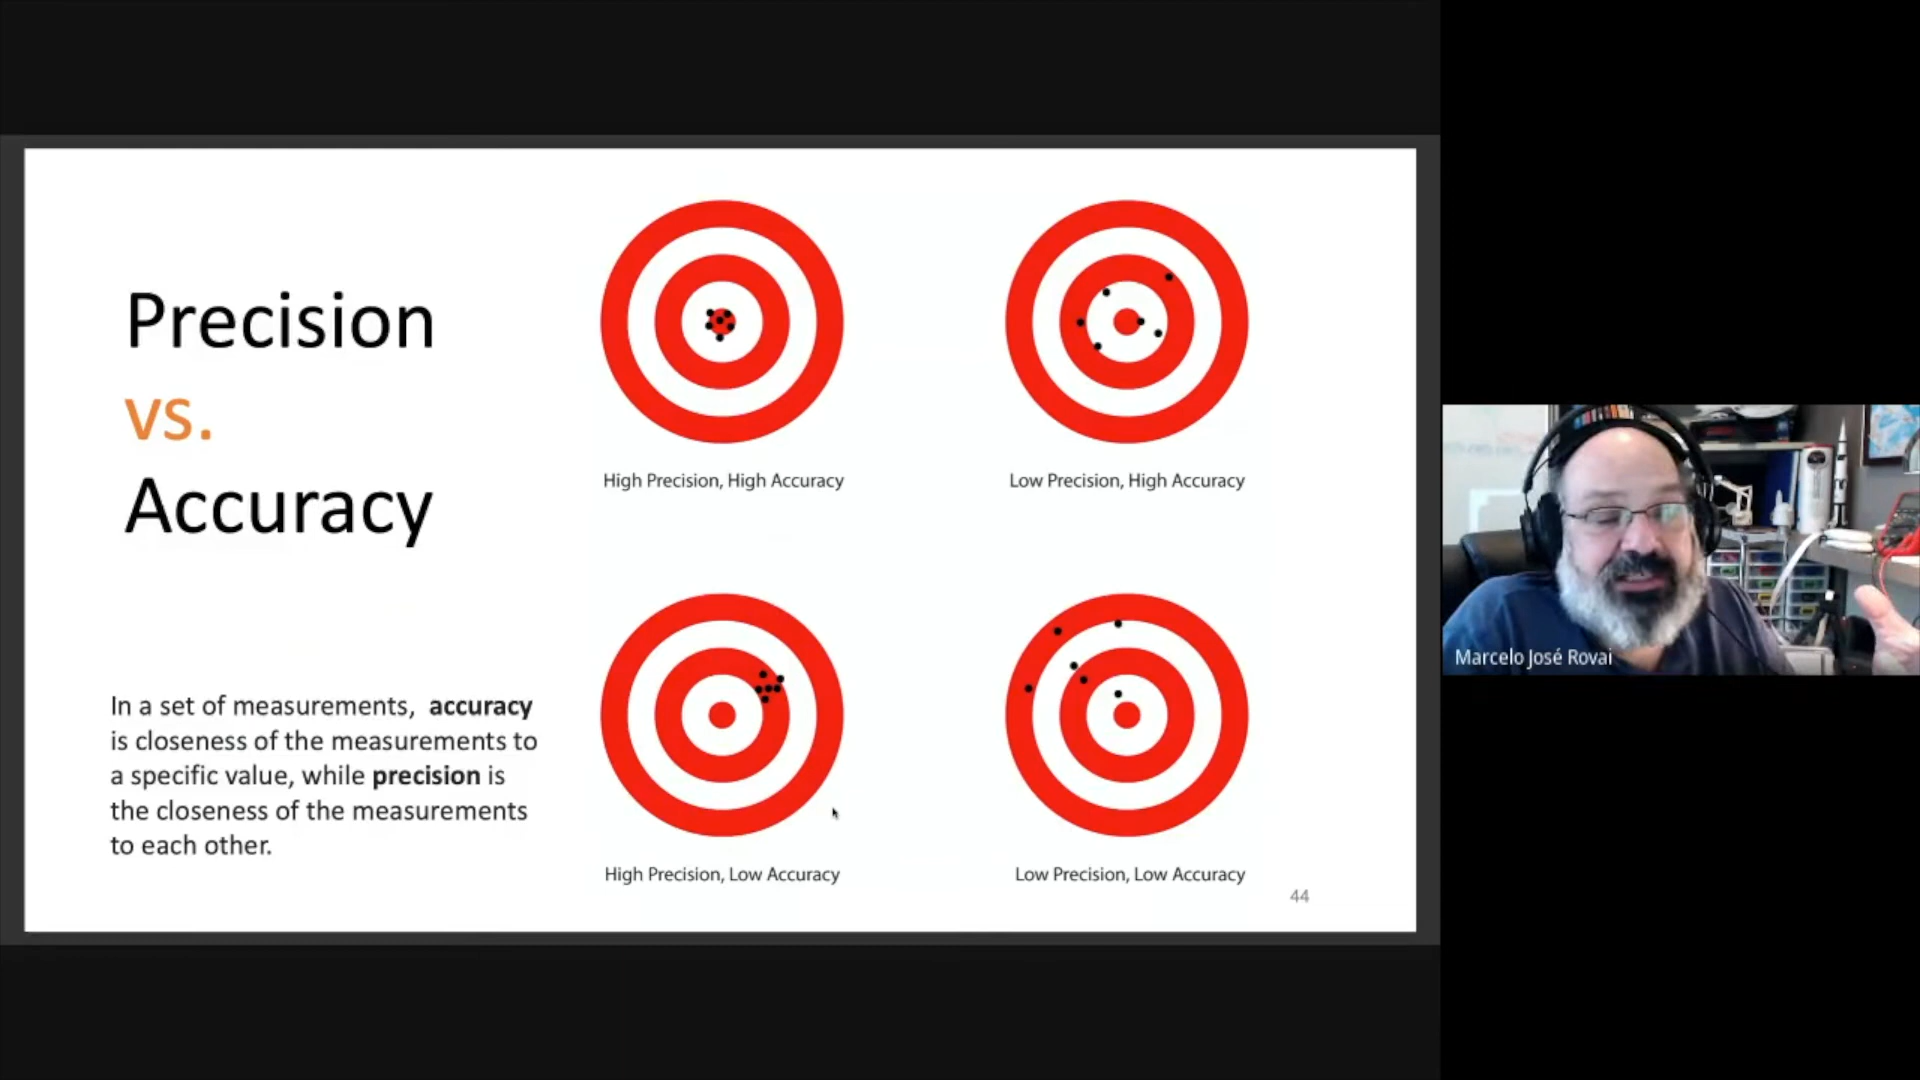 Precision
vs.
Accuracy
In a set of measurements, accuracy
is closeness of the measurements to
a specific value, while precision is
the closeness of the measurements
to each other.
High Precision, High Accuracy
Low Precision, High Accuracy
High Precision, Low Accuracy
Low Precision, Low Accuracy
44
Marcelo José Rovai